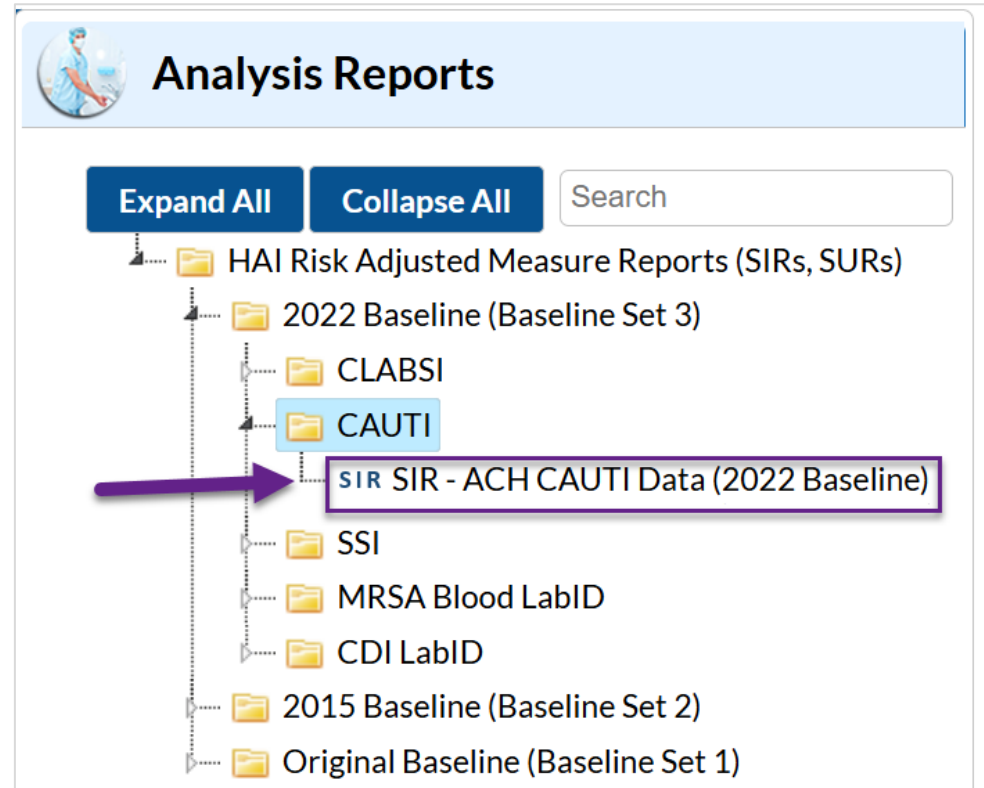 Analysis Reports
Expand All Collapse All Search
HAI Risk Adjusted Measure Reports (SIRs, SURs)
2022 Baseline (Baseline Set 3)
CLABSI
CAUTI
SIR SIR - ACH CAUTI Data (2022 Baseline)
SSI
MRSA Blood LabID
CDI LabID
2015 Baseline (Baseline Set 2)
Original Baseline (Baseline Set 1)